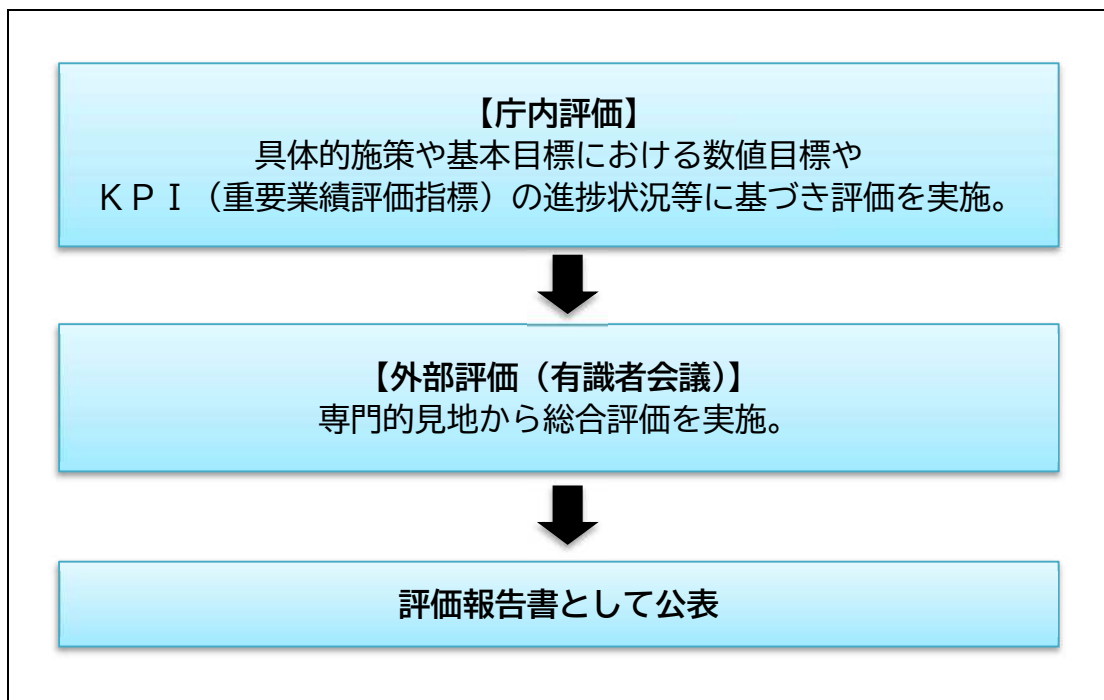 【庁内評価】
具体的施策や基本目標における数値目標や
ＫＰＩ（重要業績評価指標）の進捗状況等に基づき評価を実施。
【外部評価（有識者会議）】
専門的見地から総合評価を実施。
評価報告書として公表